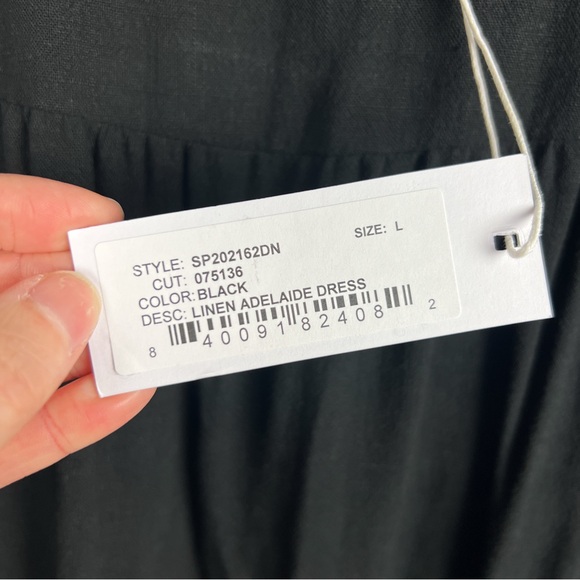 STYLE: SP202162DN SIZE: L
CUT: 075136
COLOR: BLACK
DESC: LINEN ADELAIDE DRESS
8 40091 82408 2